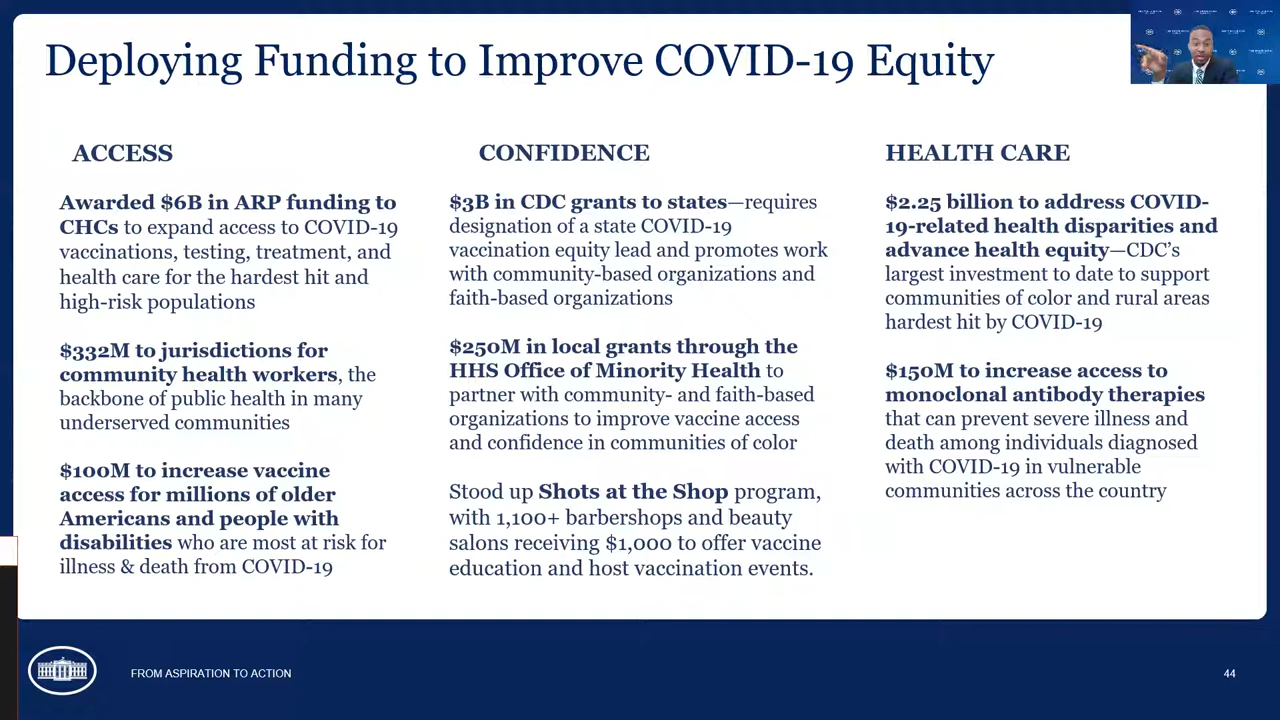 Deploying Funding to Improve COVID-19 Equity
ACCESS
Awarded $6B in ARP funding to
CHCs to expand access to COVID-19
vaccinations, testing, treatment, and
health care for the hardest hit and
high-risk populations
$332M to jurisdictions for
community health workers, the
backbone of public health in many
underserved communities
$100M to increase vaccine
access for millions of older
Americans and people with
disabilities who are most at risk for
illness & death from COVID-19
CONFIDENCE
$3B in CDC grants to states—requires
designation of a state COVID-19
vaccination equity lead and promotes work
with community-based organizations and
faith-based organizations
$250M in local grants through the
HHS Office of Minority Health to
partner with community- and faith-based
organizations to improve vaccine access
and confidence in communities of color
Stood up Shots at the Shop program,
with 1,100+ barbershops and beauty
salons receiving $1,000 to offer vaccine
education and host vaccination events.
HEALTH CARE
$2.25 billion to address COVID-
19-related health disparities and
advance health equity—CDC’s
largest investment to date to support
communities of color and rural areas
hardest hit by COVID-19
$150M to increase access to
monoclonal antibody therapies
that can prevent severe illness and
death among individuals diagnosed
with COVID-19 in vulnerable
communities across the country
FROM ASPIRATION TO ACTION
44